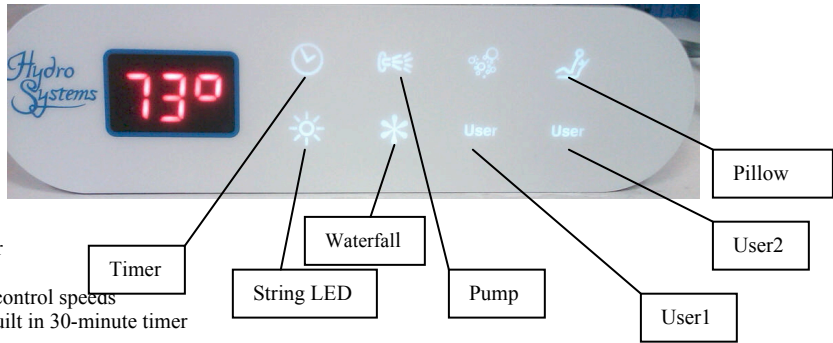 Hydro
Systems
73°
User
User
Pillow
User2
Waterfall
Timer
String LED
Pump
User1
control speeds
uilt in 30-minute timer